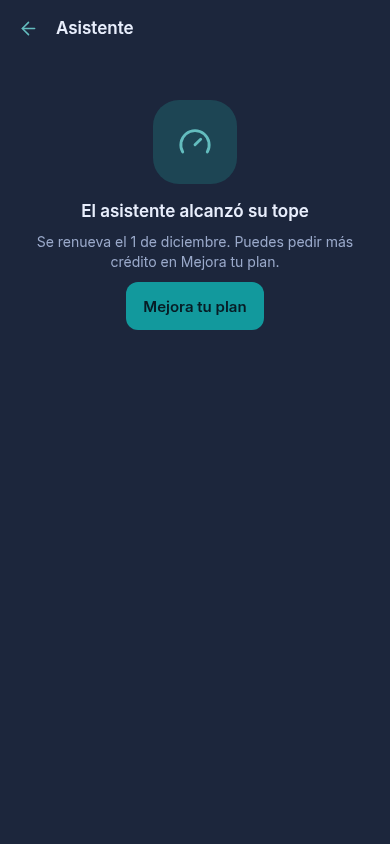 Asistente
El asistente alcanzó su tope
Se renueva el 1 de diciembre. Puedes pedir más
crédito en Mejora tu plan.
Mejora tu plan